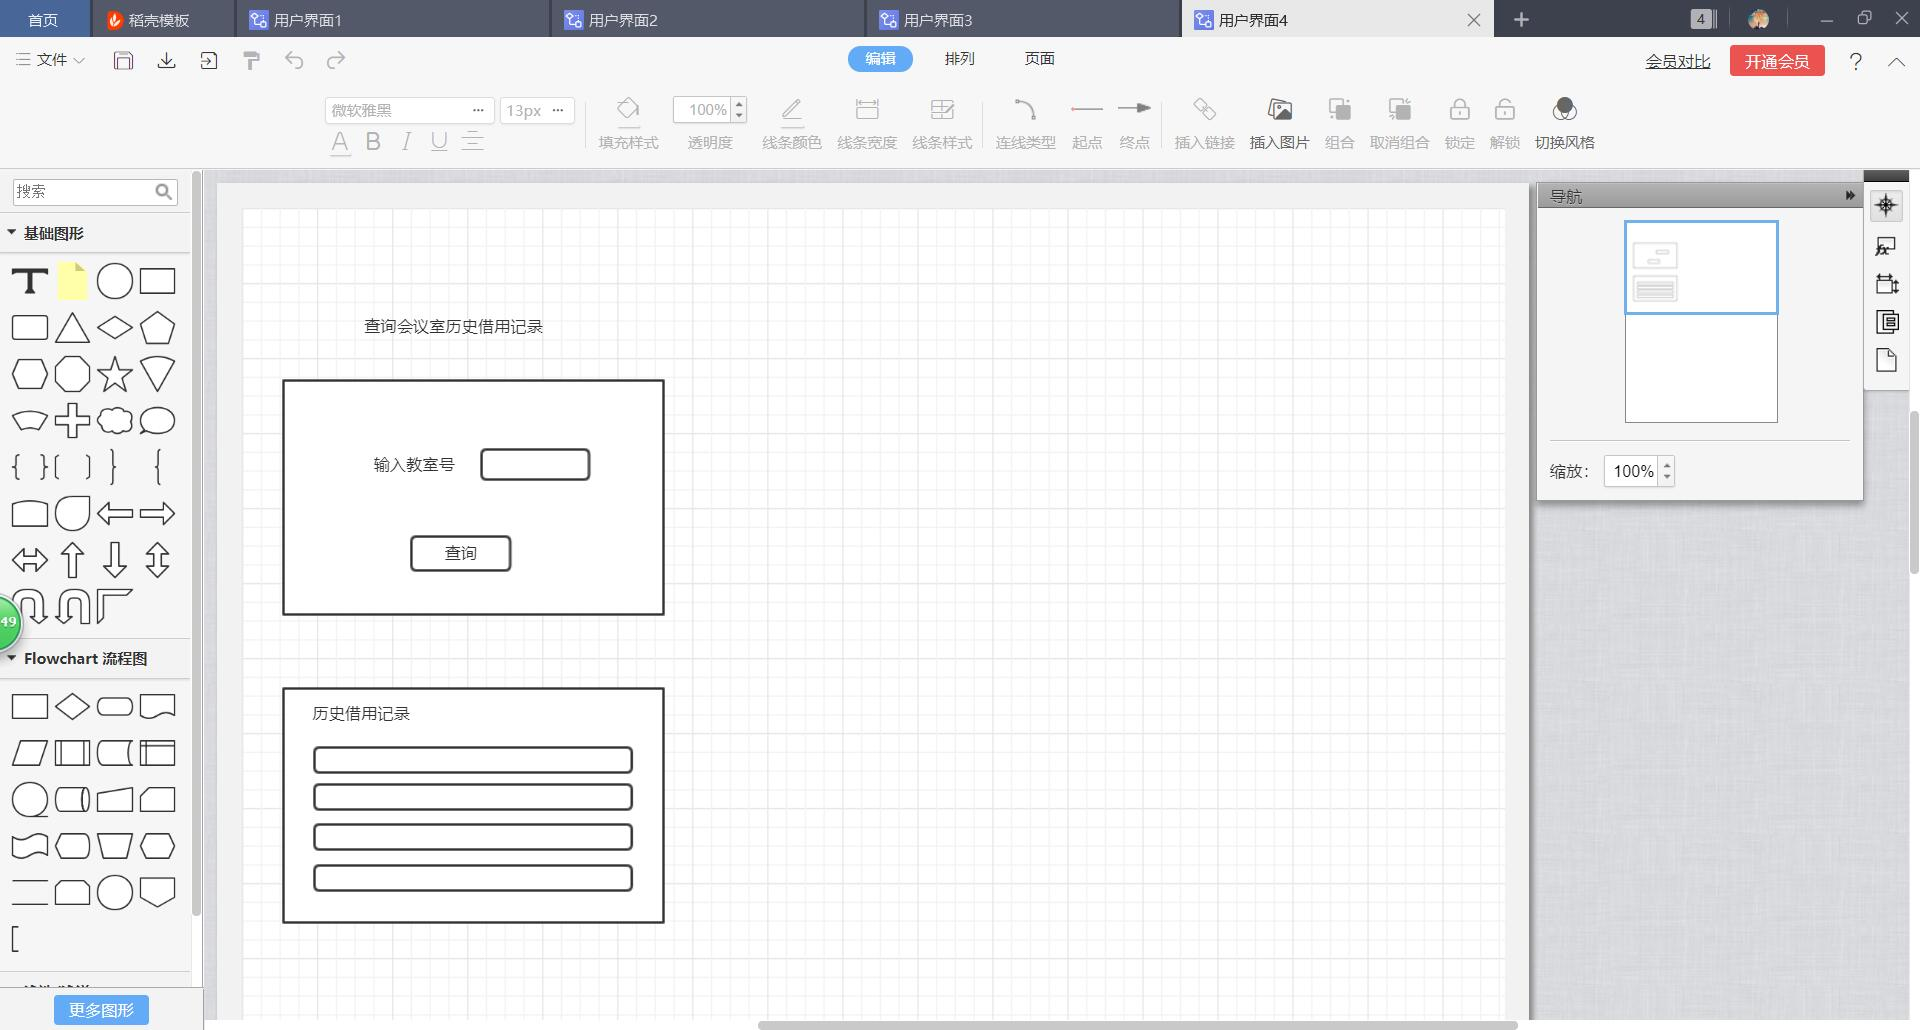 首页
稻壳模板
用户界面1
用户界面2
用户界面3
用户界面4
4
文件
编辑
排列
页面
会员对比
开通会员
?
微软雅黑
13px
A B I U
100%
填充样式
透明度
线条颜色
线条宽度
线条样式
连线类型
起点
终点
插入链接
插入图片
组合
取消组合
锁定
解锁
切换风格
搜索
基础图形
49
Flowchart 流程图
更多图形
查询会议室历史借用记录
输入教室号
查询
历史借用记录
导航
缩放:
100%